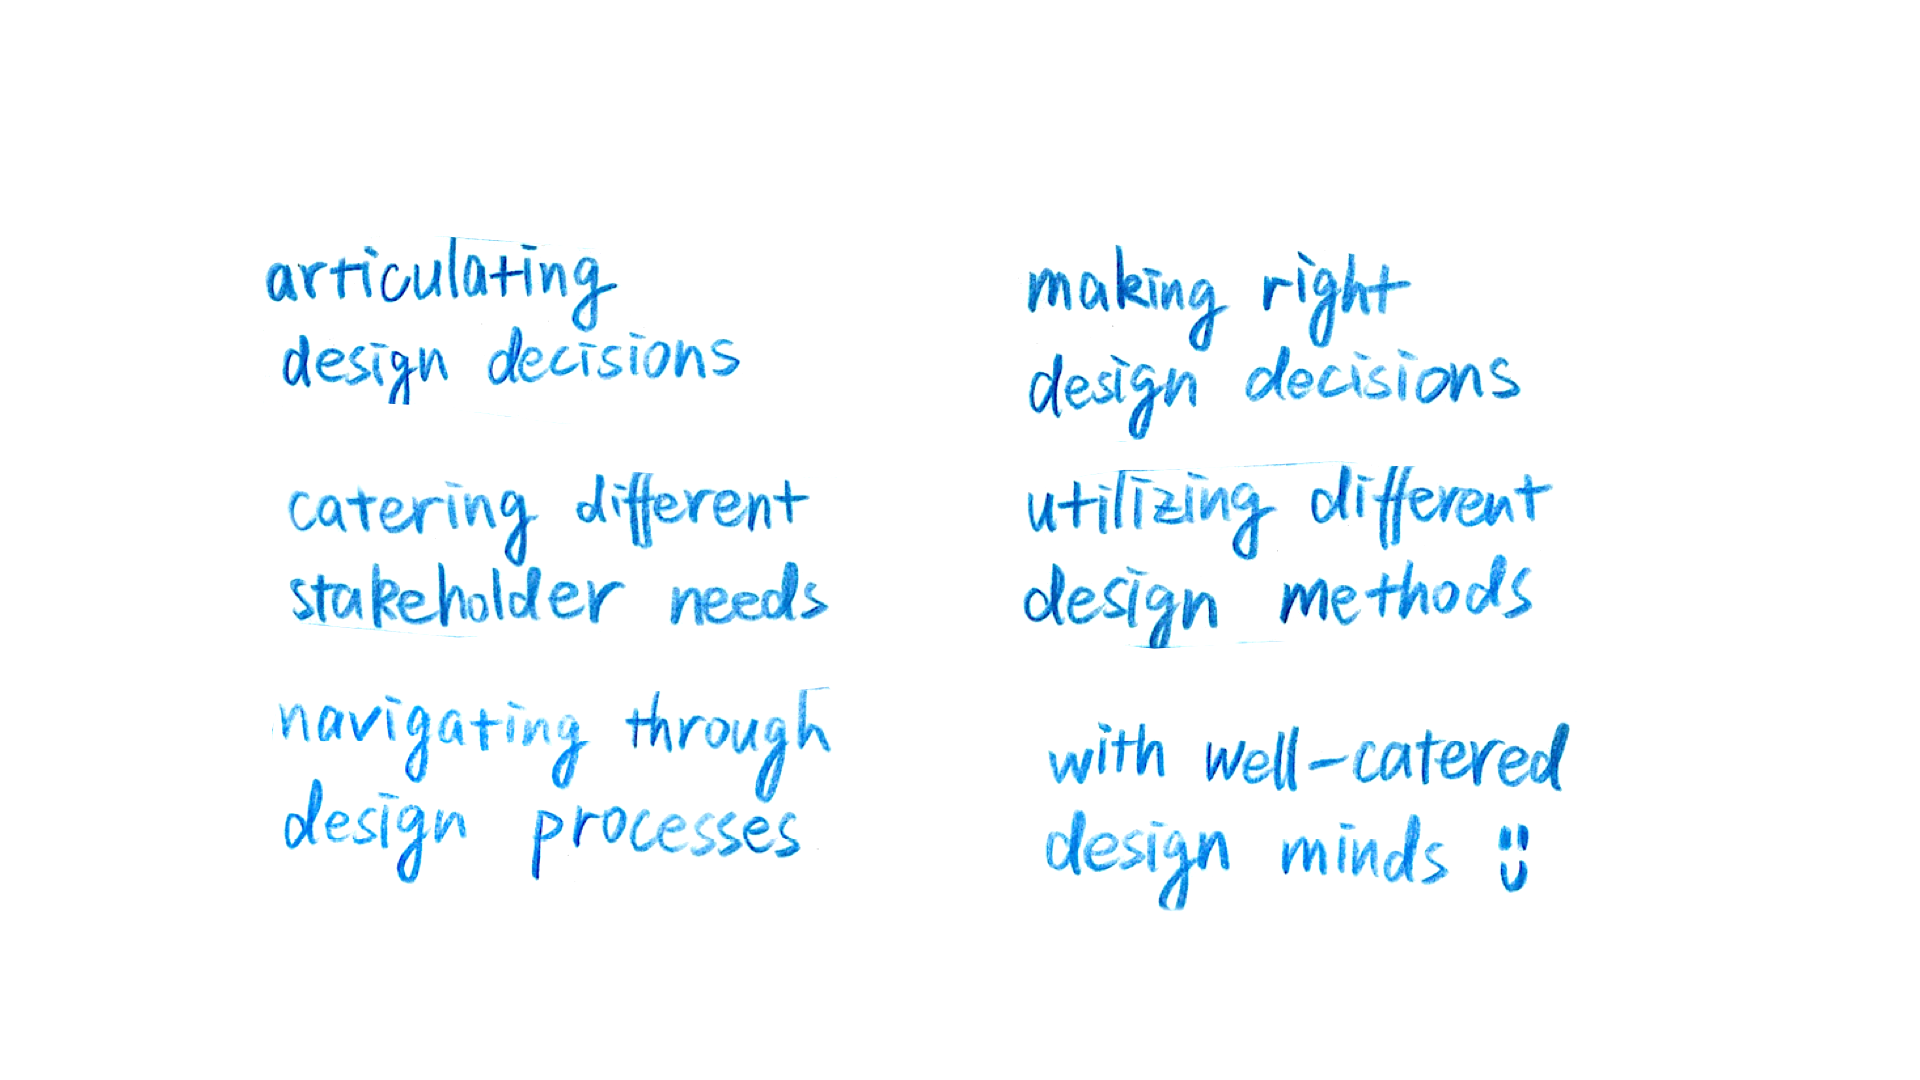 articulating
design decisions
catering different
stakeholder needs
navigating through
design processes
making right
design decisions
utilizing different
design methods
with well-catered
design minds